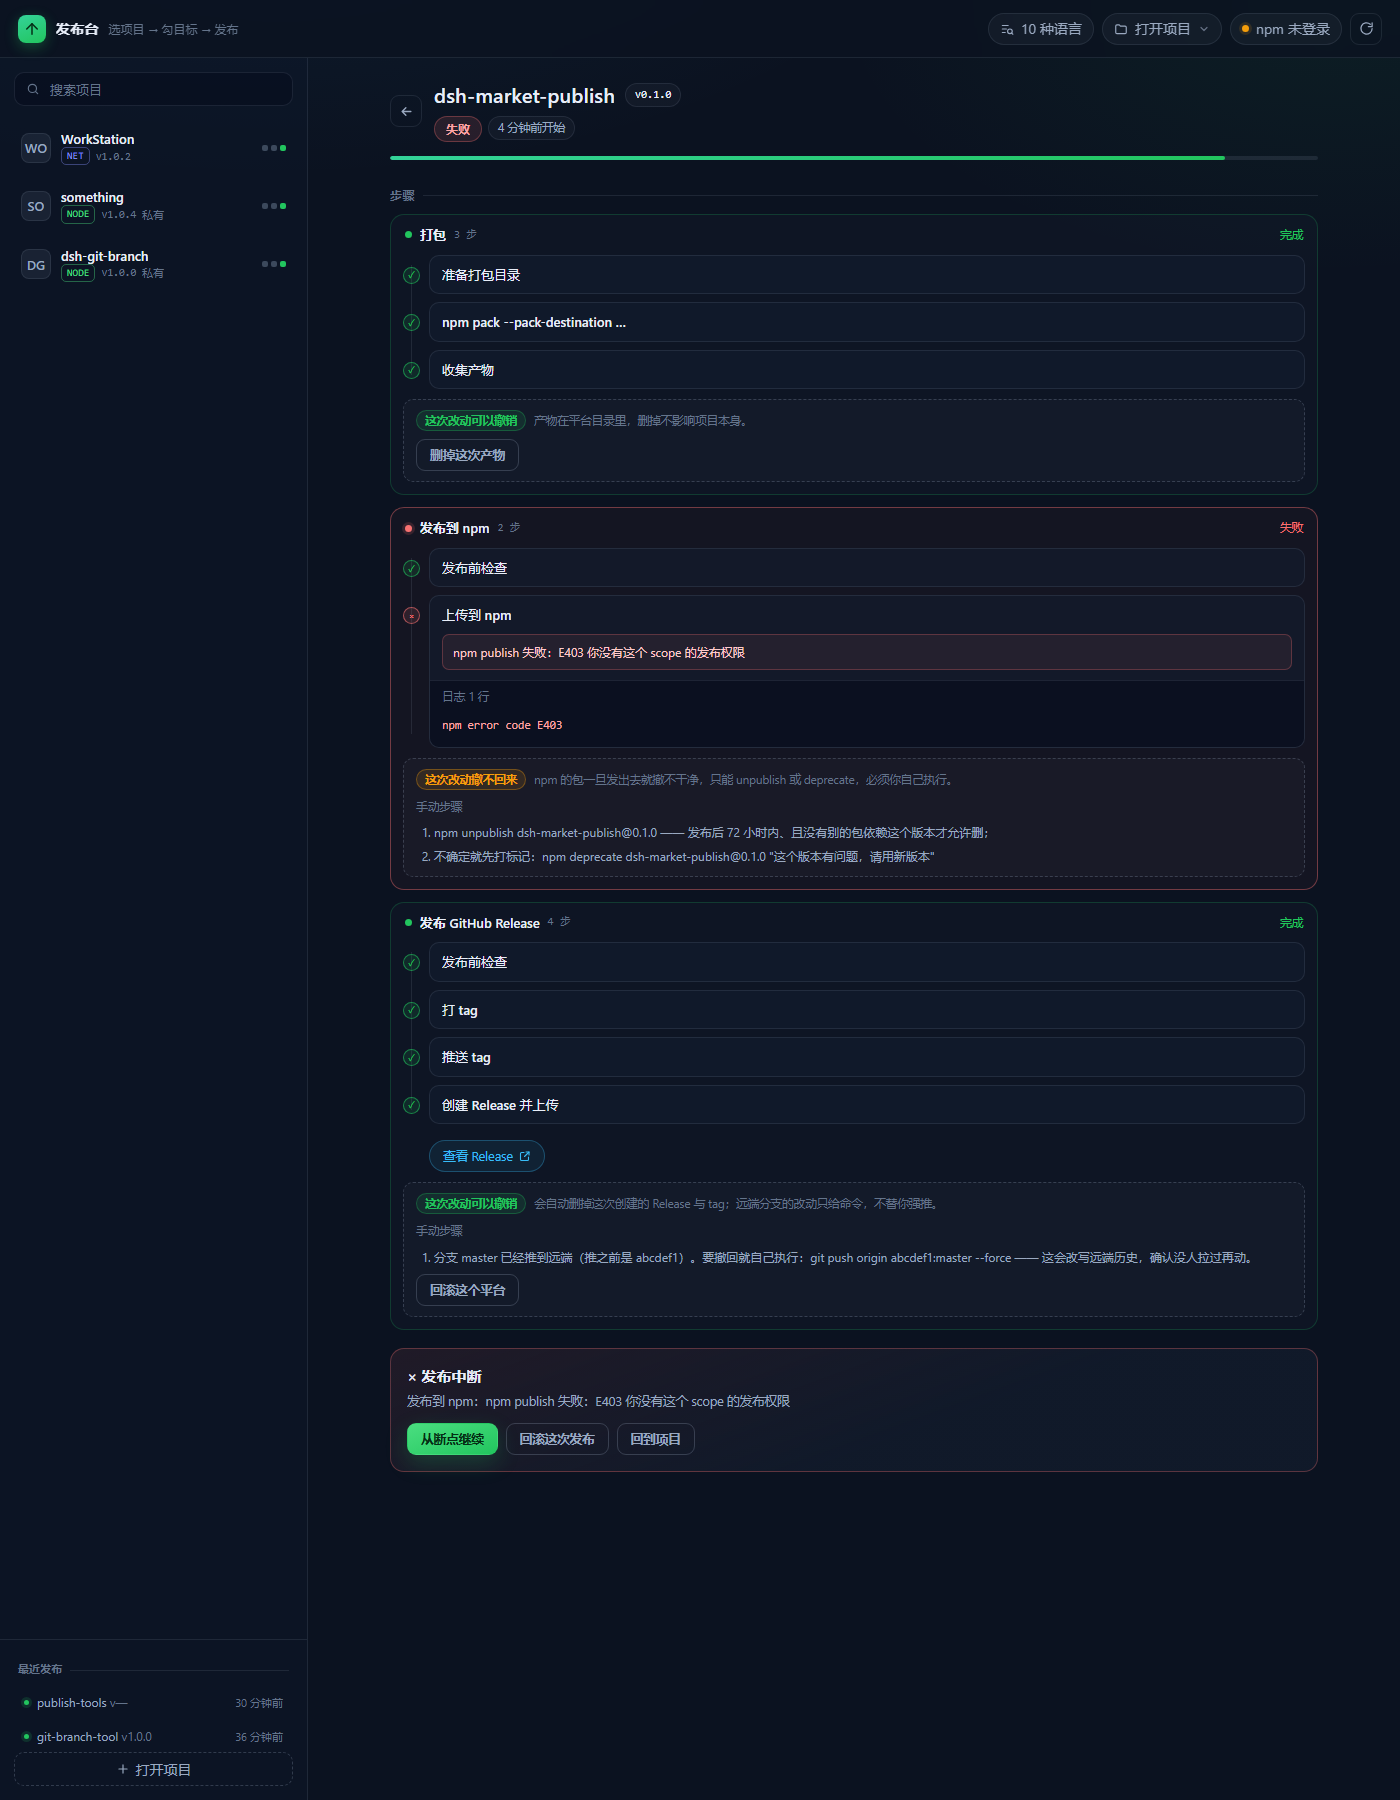 发布台 选项目 → 勾目标 → 发布
10 种语言
打开项目
npm 未登录
搜索项目
WO
WorkStation
NET v1.0.2
SO
something
NODE v1.0.4 私有
DG
dsh-git-branch
NODE v1.0.0 私有
dsh-market-publish v0.1.0
失败 4 分钟前开始
步骤
打包 3 步 完成
准备打包目录
npm pack --pack-destination ...
收集产物
这次改动可以撤销 产物在平台目录里，删掉不影响项目本身。
删掉这次产物
发布到 npm 2 步 失败
发布前检查
上传到 npm
npm publish 失败：E403 你没有这个 scope 的发布权限
日志 1 行
npm error code E403
这次改动撤不回来 npm 的包一旦发出去就撤不干净，只能 unpublish 或 deprecate，必须你自己执行。
手动步骤
1. npm unpublish dsh-market-publish@0.1.0 —— 发布后 72 小时内、且没有别的包依赖这个版本才允许删；
2. 不确定就先打标记：npm deprecate dsh-market-publish@0.1.0 "这个版本有问题，请用新版本"
发布 GitHub Release 4 步 完成
发布前检查
打 tag
推送 tag
创建 Release 并上传
查看 Release
这次改动可以撤销 会自动删掉这次创建的 Release 与 tag；远端分支的改动只给命令，不替你强推。
手动步骤
1. 分支 master 已经推到远端（推之前是 abcdef1）。要撤回就自己执行：git push origin abcdef1:master --force —— 这会改写远端历史，确认没人拉过再动。
回滚这个平台
× 发布中断
发布到 npm：npm publish 失败：E403 你没有这个 scope 的发布权限
从断点继续
回滚这次发布
回到项目
最近发布
publish-tools v— 30 分钟前
git-branch-tool v1.0.0 36 分钟前
+ 打开项目